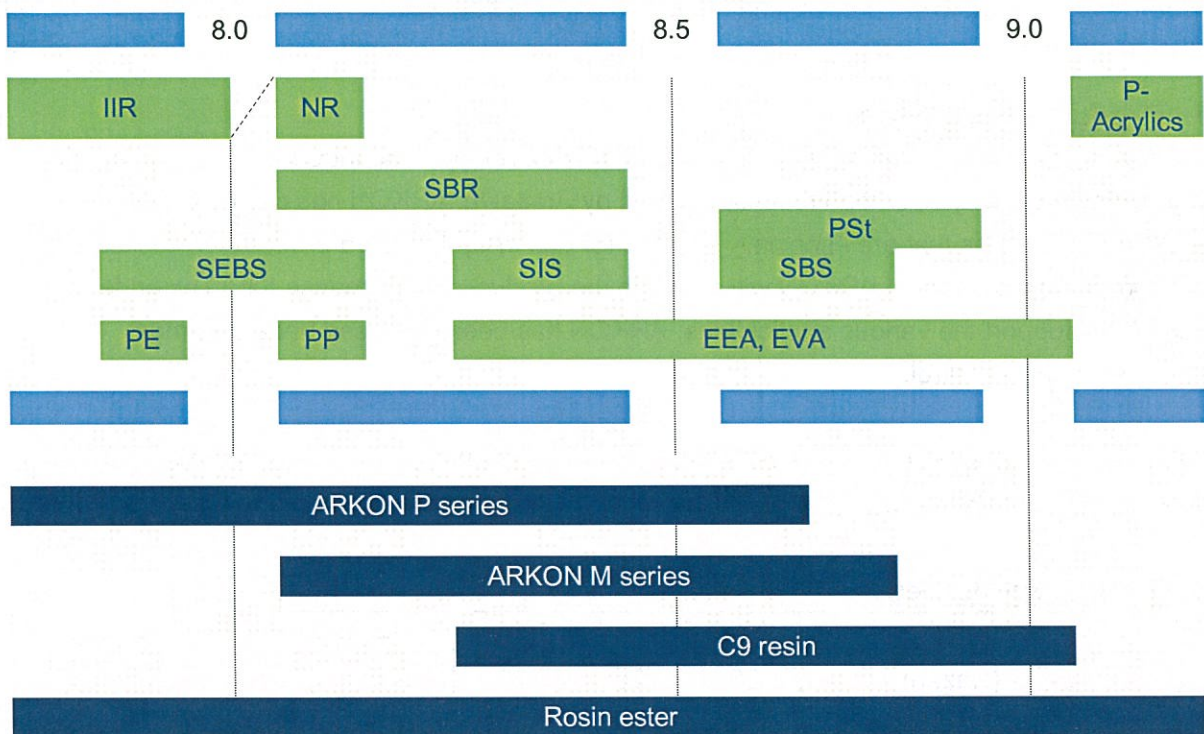 8.0 8.5 9.0
IIR NR P-
Acrylics
SBR
PSt
SEBS SIS SBS
PE PP EEA, EVA
ARKON P series
ARKON M series
C9 resin
Rosin ester